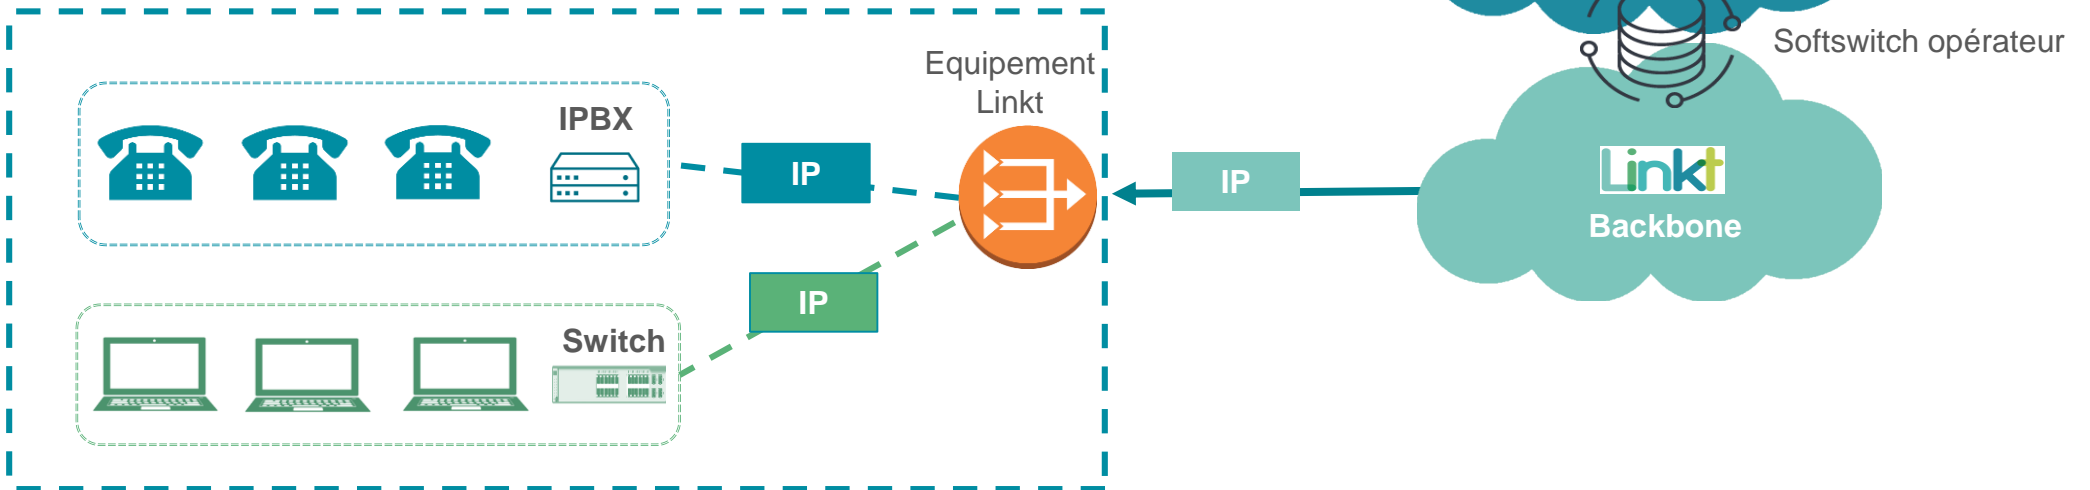 Softswitch opérateur
Equipement
Linkt
IPBX
IP
IP
Linkt
Backbone
IP
Switch